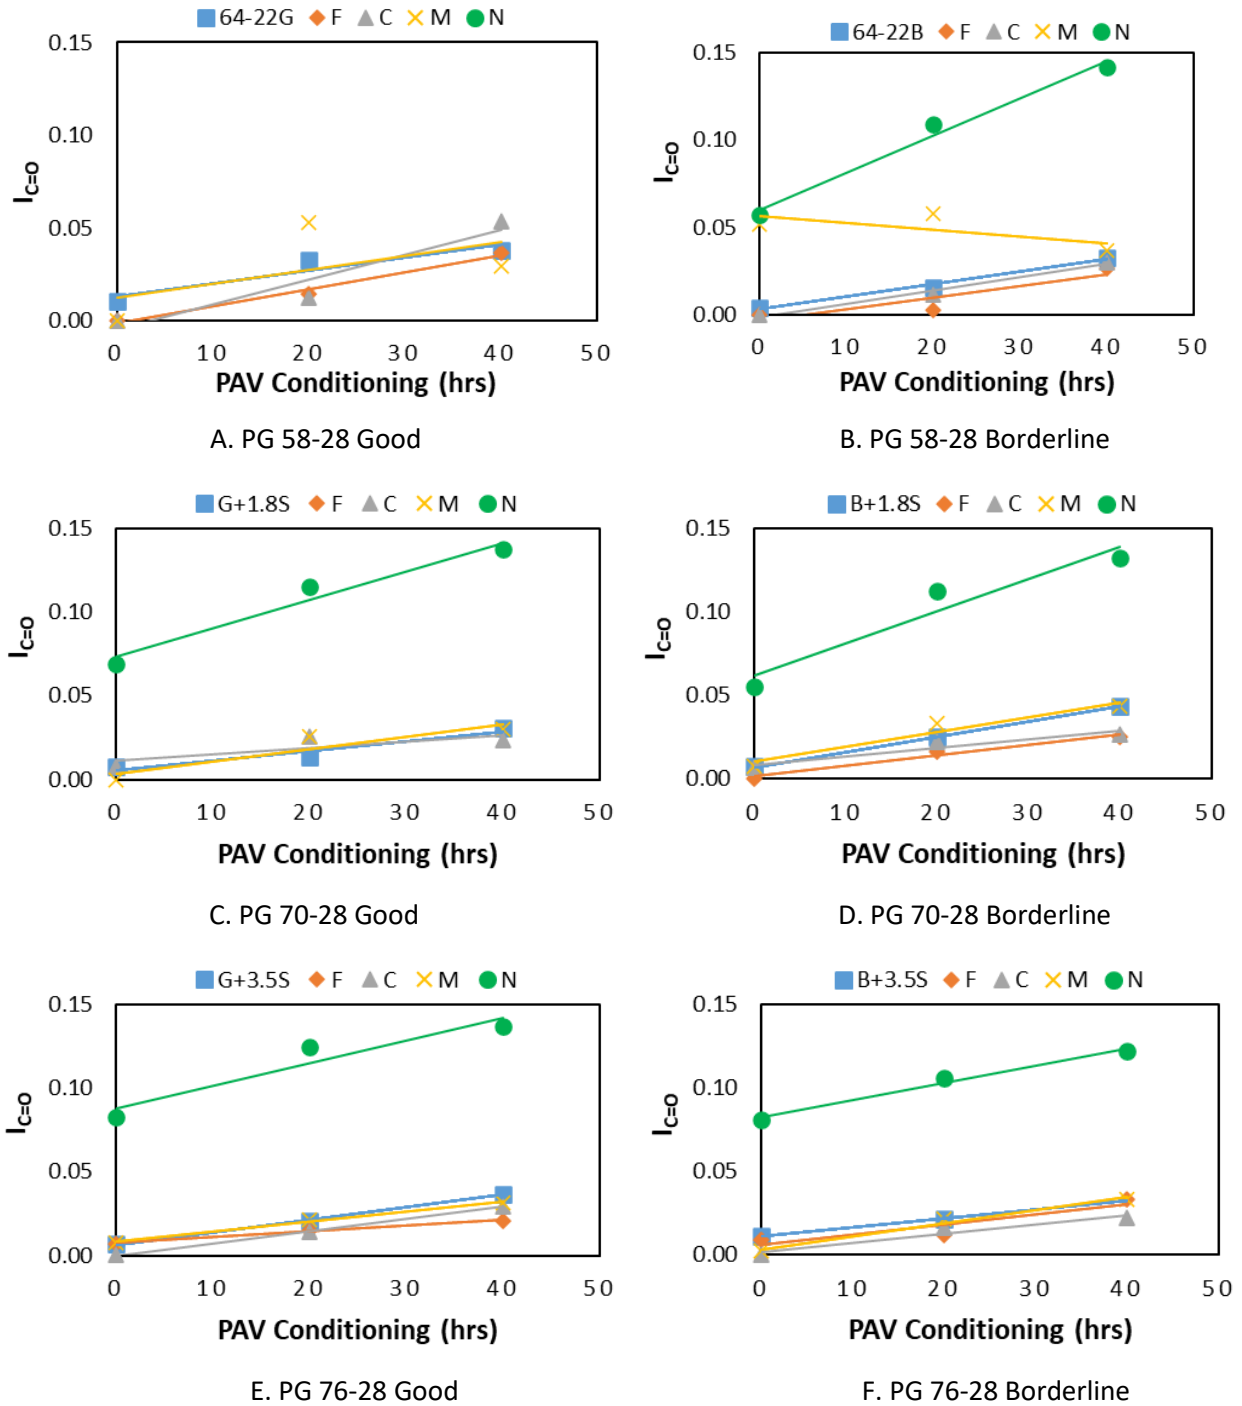 64-22G F C M N
0.15
0.10
0.05
0.00
I_C=O
0 10 20 30 40 50
PAV Conditioning (hrs)
A. PG 58-28 Good
64-22B F C M N
0.15
0.10
0.05
0.00
I_C=O
0 10 20 30 40 50
PAV Conditioning (hrs)
B. PG 58-28 Borderline
G+1.8S F C M N
0.15
0.10
0.05
0.00
I_C=O
0 10 20 30 40 50
PAV Conditioning (hrs)
C. PG 70-28 Good
B+1.8S F C M N
0.15
0.10
0.05
0.00
I_C=O
0 10 20 30 40 50
PAV Conditioning (hrs)
D. PG 70-28 Borderline
G+3.5S F C M N
0.15
0.10
0.05
0.00
I_C=O
0 10 20 30 40 50
PAV Conditioning (hrs)
E. PG 76-28 Good
B+3.5S F C M N
0.15
0.10
0.05
0.00
I_C=O
0 10 20 30 40 50
PAV Conditioning (hrs)
F. PG 76-28 Borderline